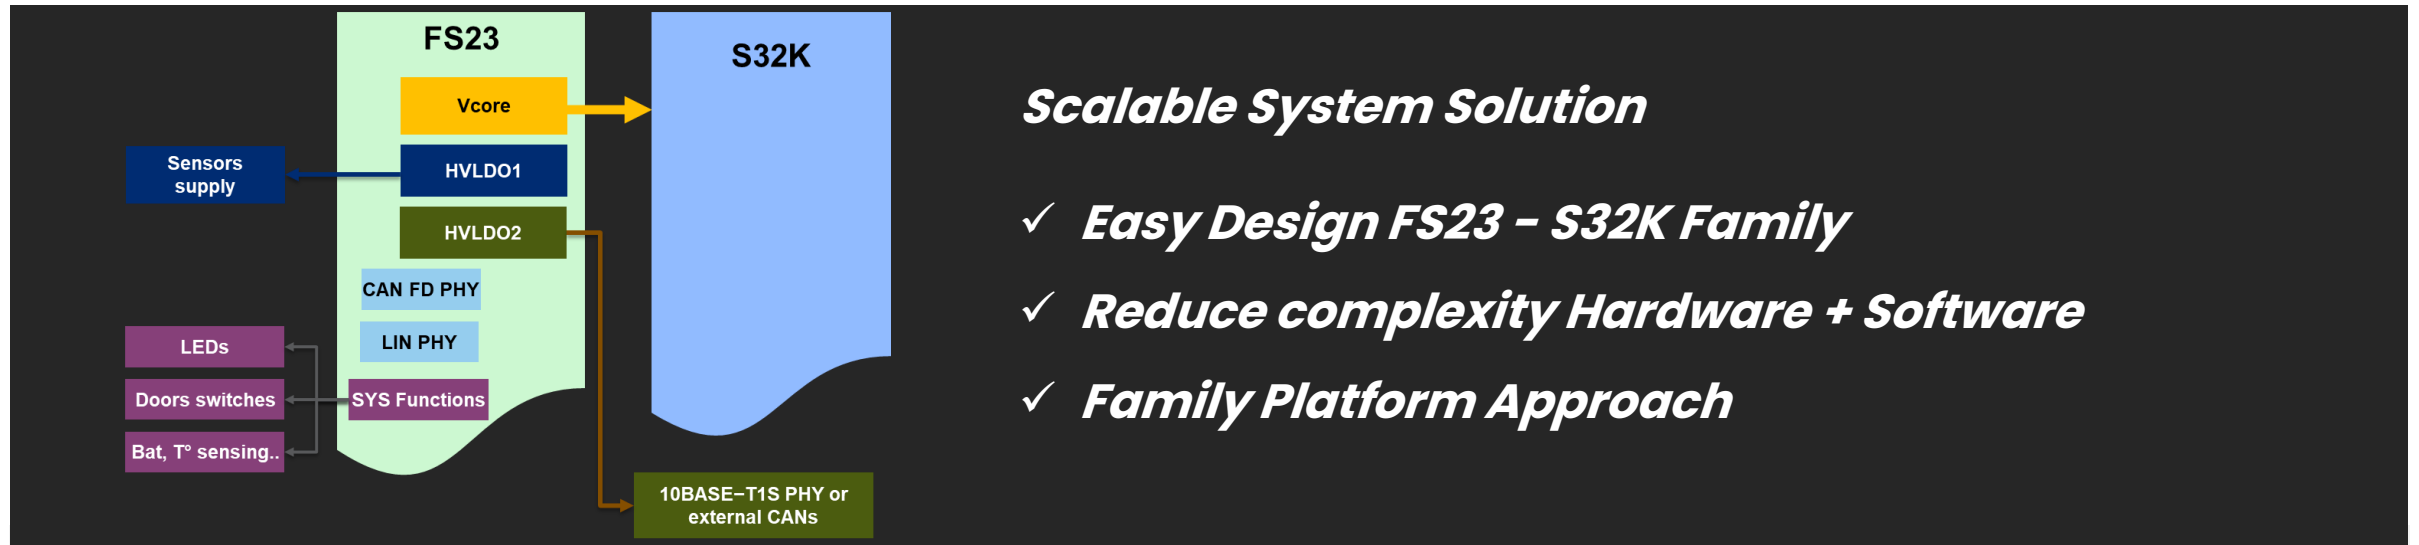 FS23
S32K
Vcore
Sensors
supply
HVLDO1
HVLDO2
CAN FD PHY
LIN PHY
LEDs
Doors switches
SYS Functions
Bat, T° sensing..
10BASE–T1S PHY or
external CANs
Scalable System Solution
✓ Easy Design FS23 - S32K Family
✓ Reduce complexity Hardware + Software
✓ Family Platform Approach